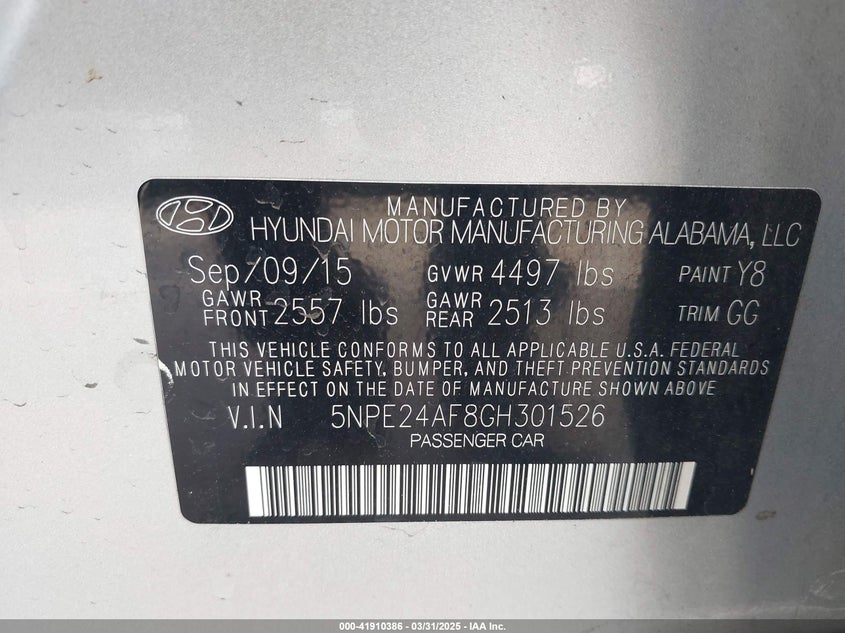 MANUFACTURED BY
HYUNDAI MOTOR MANUFACTURING ALABAMA, LLC
Sep/09/15 GVWR 4497 lbs PAINT Y8
GAWR FRONT 2557 lbs GAWR REAR 2513 lbs TRIM GG
THIS VEHICLE CONFORMS TO ALL APPLICABLE U.S.A. FEDERAL
MOTOR VEHICLE SAFETY, BUMPER, AND THEFT PREVENTION STANDARDS
IN EFFECT ON THE DATE OF MANUFACTURE SHOWN ABOVE
V.I.N 5NPE24AF8GH301526
PASSENGER CAR
000-41910386 - 03/31/2025 - IAA Inc.